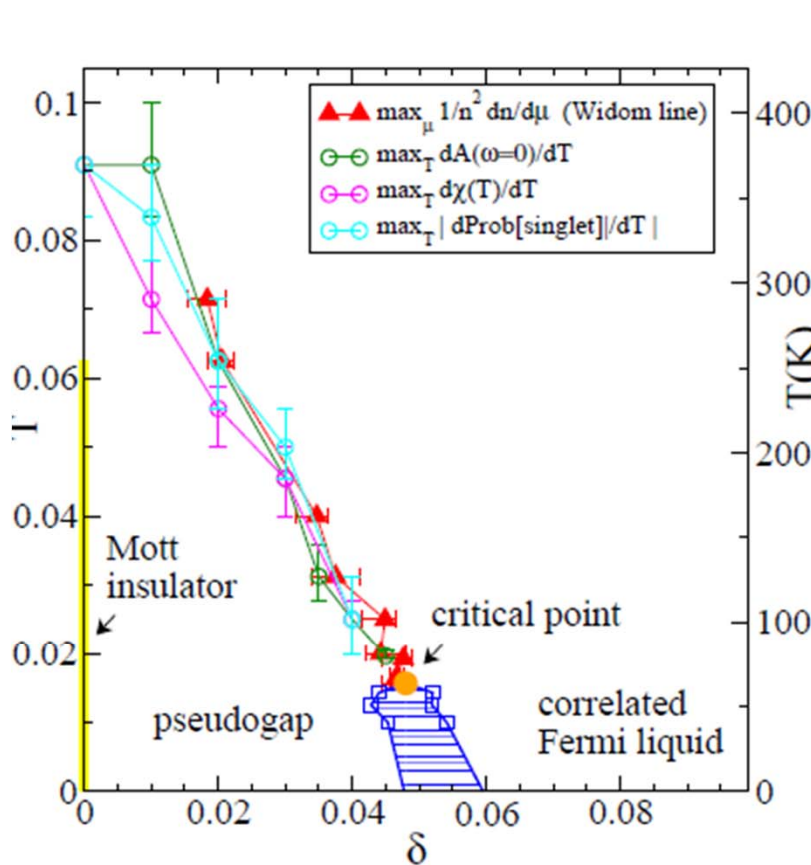 max_μ 1/n² dn/dμ (Widom line)
max_T dA(ω=0)/dT
max_T dχ(T)/dT
max_T | dProb[singlet]|/dT |
0.1
0.08
0.06
0.04
0.02
0
T
400
300
200
100
0
T(K)
Mott
insulator
critical point
pseudogap
correlated
Fermi liquid
0
0.02
0.04
0.06
0.08
δ